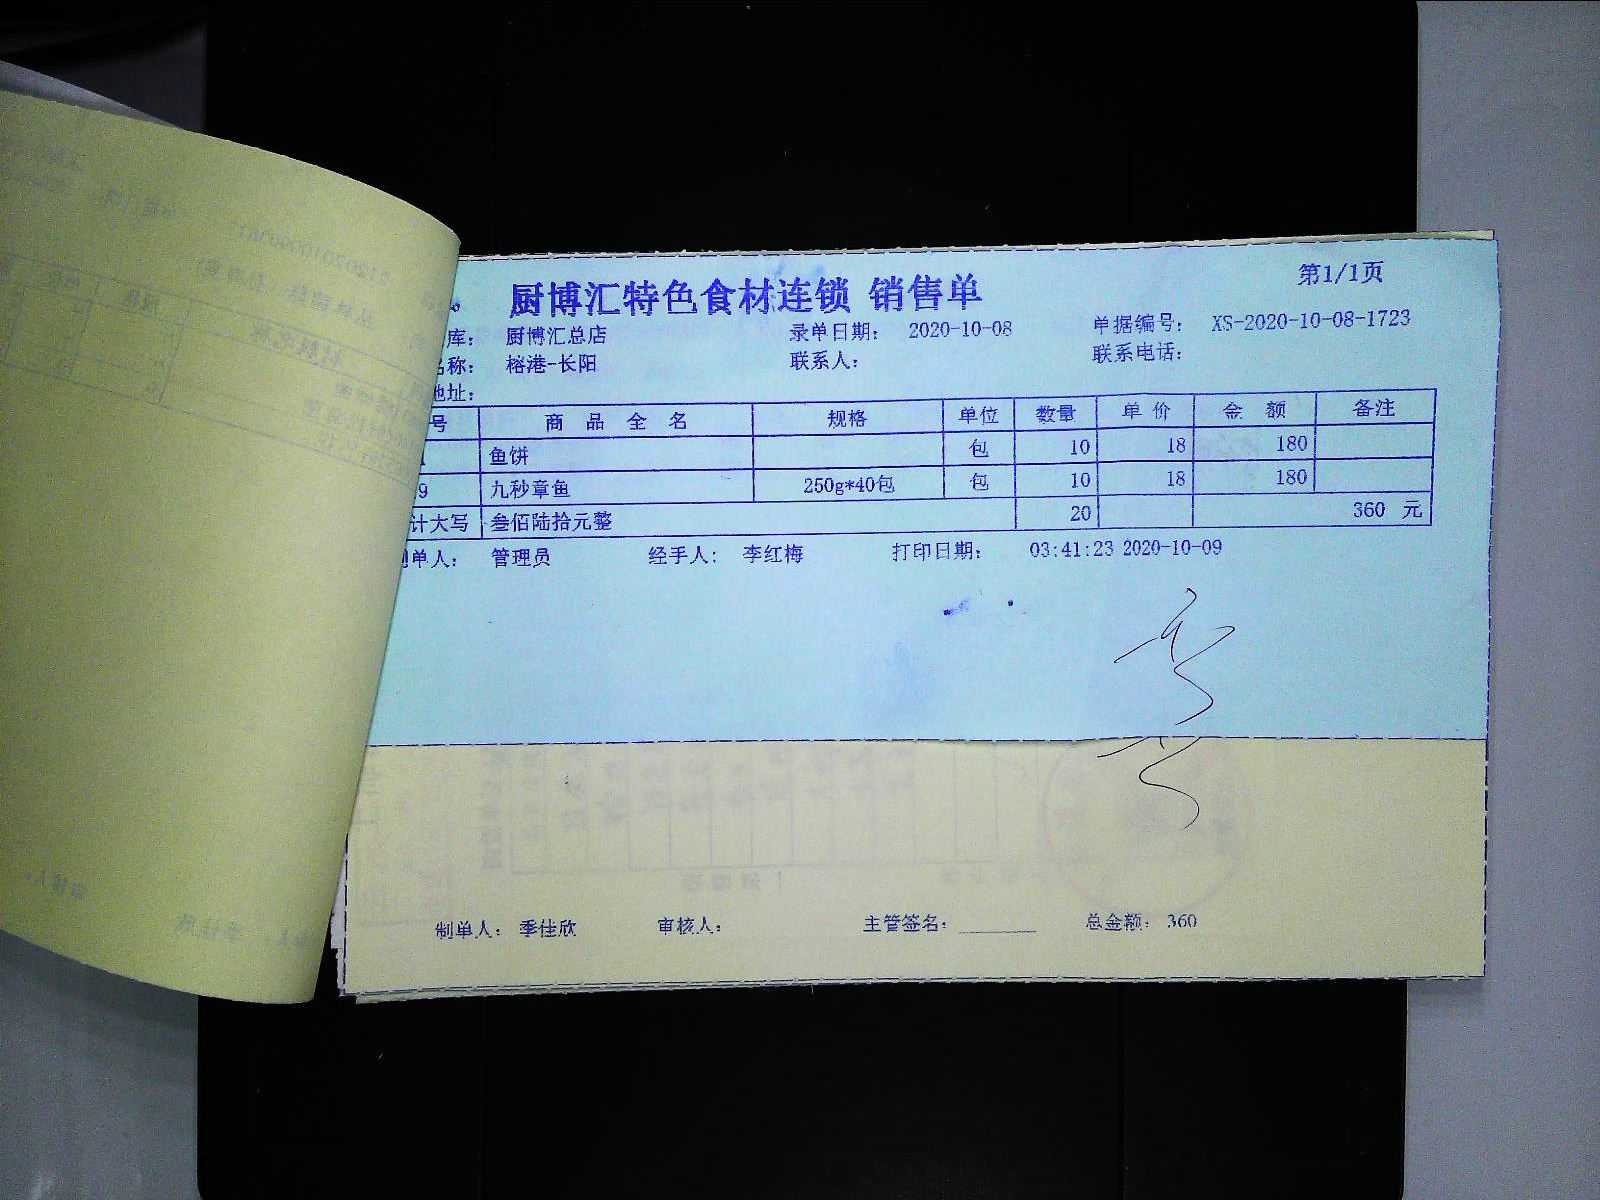 厨博汇特色食材连锁 销售单 第1/1页
库： 厨博汇总店 录单日期： 2020-10-08 单据编号： XS-2020-10-08-1723
名称： 榕港-长阳 联系人： 联系电话：
地址：
号 商品全名 规格 单位 数量 单价 金额 备注
鱼饼 包 10 18 180
9 九秒章鱼 250g*40包 包 10 18 180
计大写 叁佰陆拾元整 20 360 元
制单人： 管理员 经手人： 李红梅 打印日期： 03:41:23 2020-10-09
制单人： 季佳欣 审核人： 主管签名： 总金额： 360